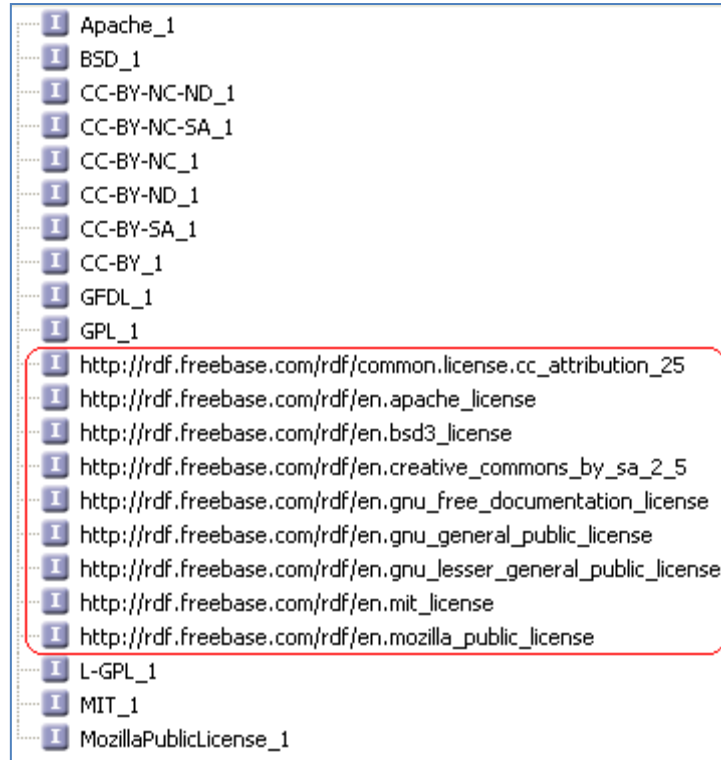 Apache_1
BSD_1
CC-BY-NC-ND_1
CC-BY-NC-SA_1
CC-BY-NC_1
CC-BY-ND_1
CC-BY-SA_1
CC-BY_1
GFDL_1
GPL_1
http://rdf.freebase.com/rdf/common.license.cc_attribution_25
http://rdf.freebase.com/rdf/en.apache_license
http://rdf.freebase.com/rdf/en.bsd3_license
http://rdf.freebase.com/rdf/en.creative_commons_by_sa_2_5
http://rdf.freebase.com/rdf/en.gnu_free_documentation_license
http://rdf.freebase.com/rdf/en.gnu_general_public_license
http://rdf.freebase.com/rdf/en.gnu_lesser_general_public_license
http://rdf.freebase.com/rdf/en.mit_license
http://rdf.freebase.com/rdf/en.mozilla_public_license
L-GPL_1
MIT_1
MozillaPublicLicense_1